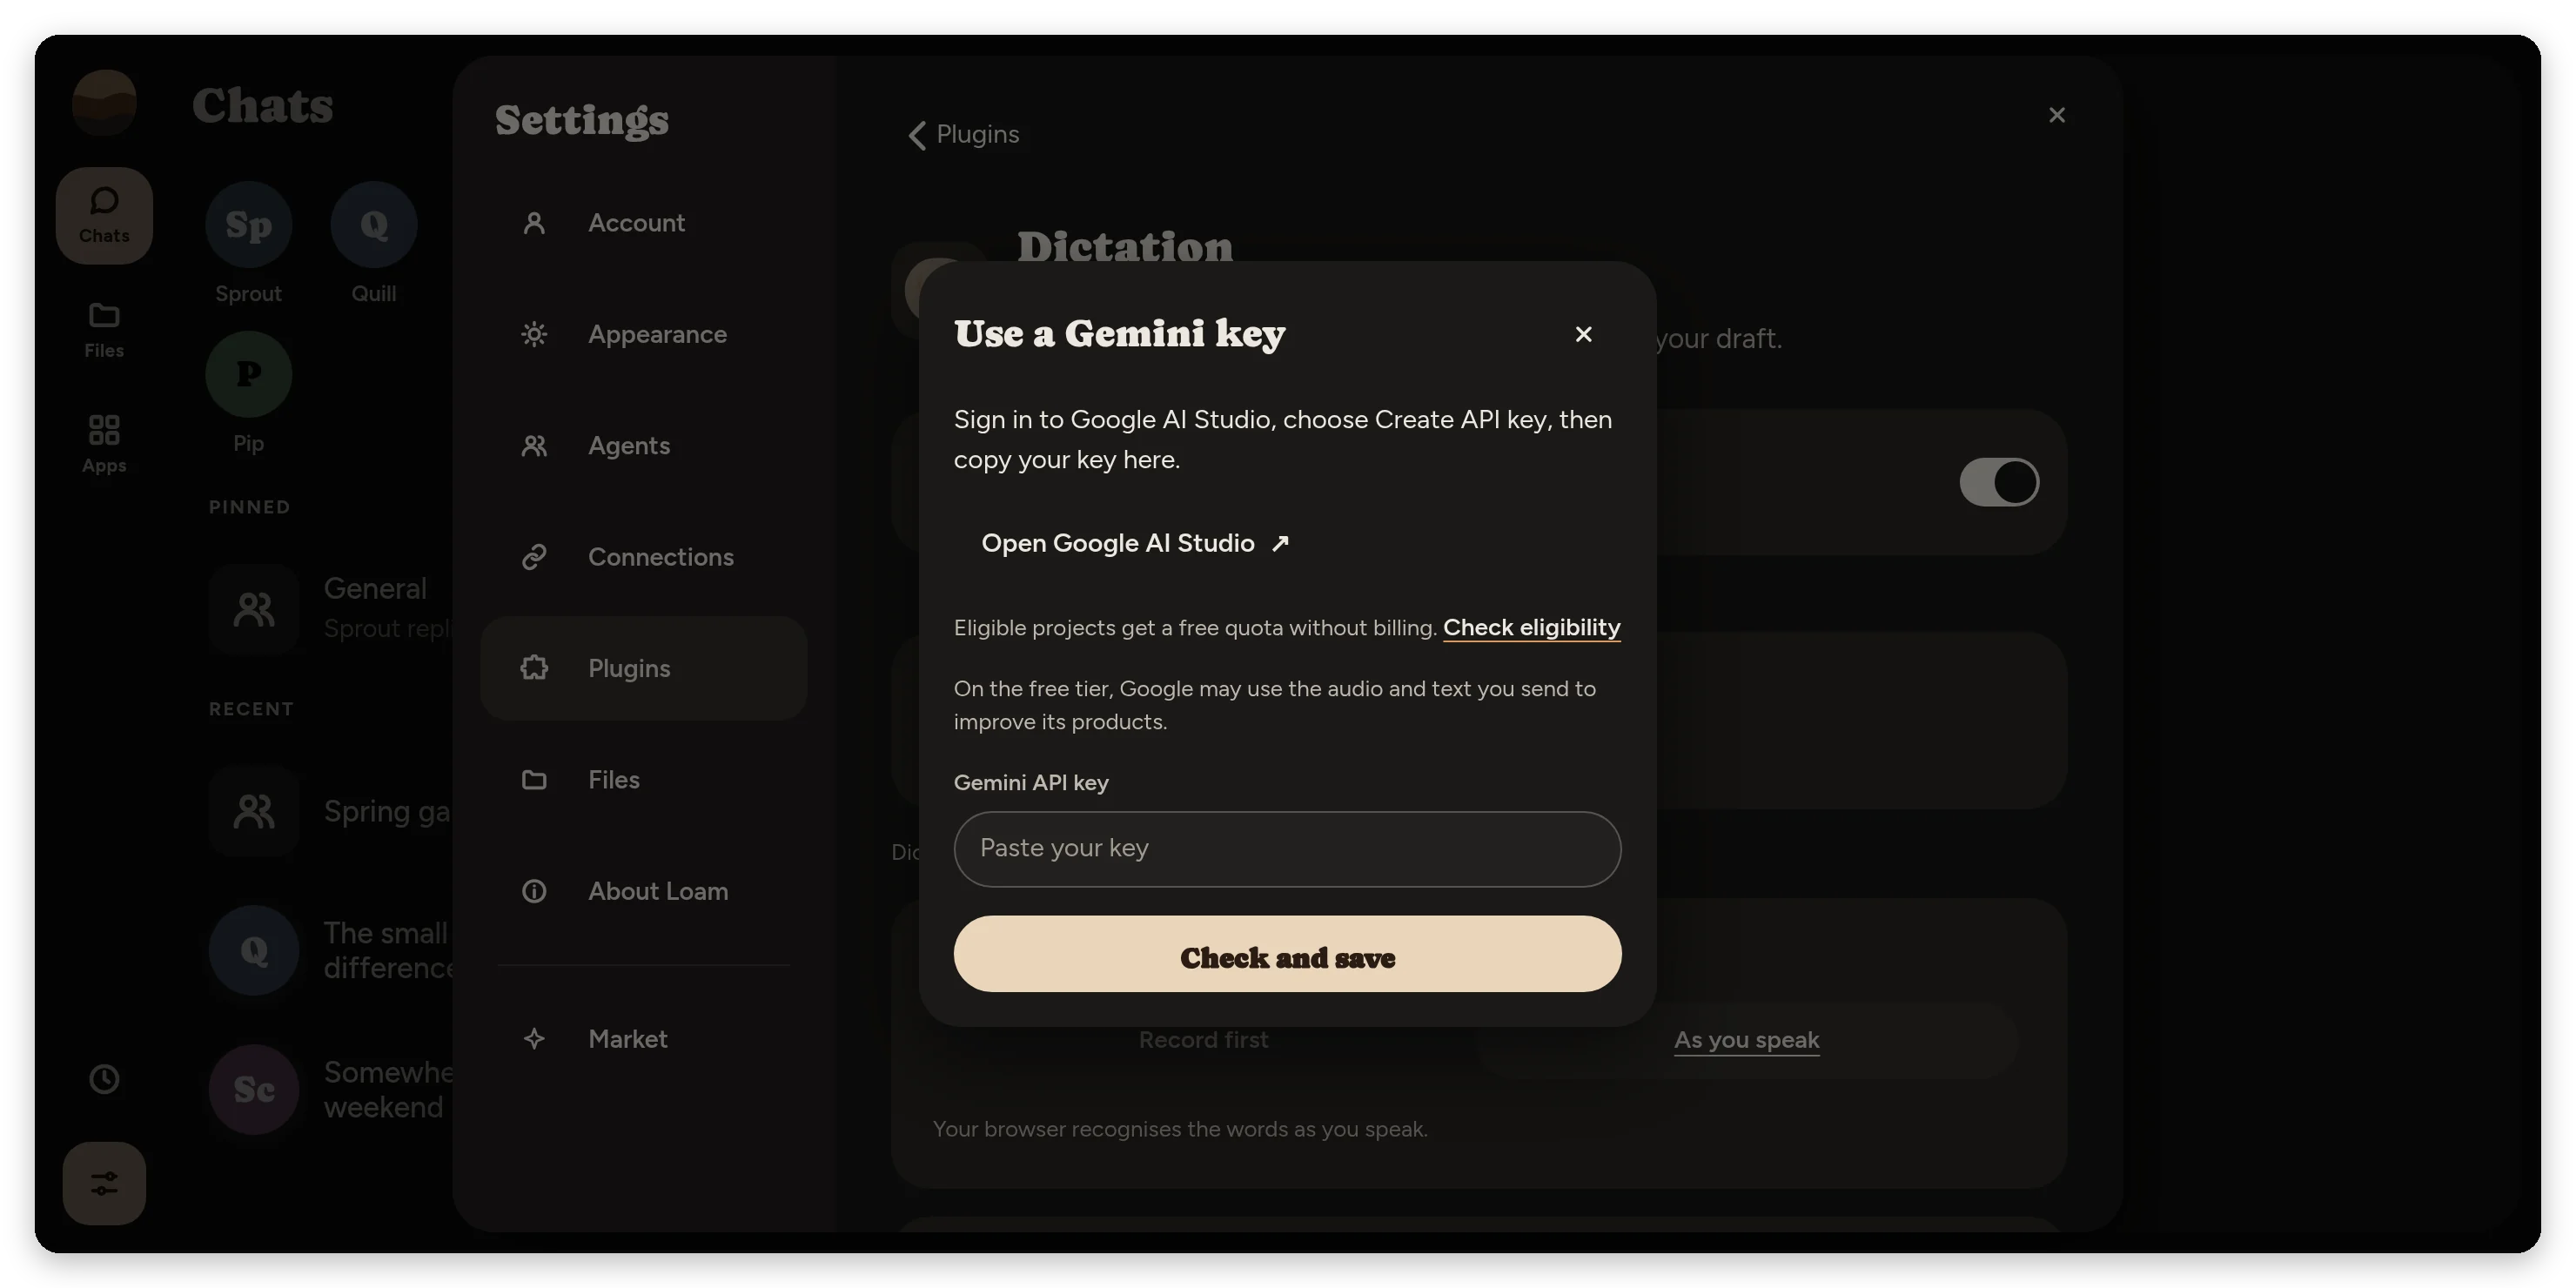 Chats
Chats
Files
Apps
Sp
Sprout
Q
Quill
P
Pip
PINNED
General
Sprout repl
RECENT
Spring ga
Q
The small
difference
Sc
Somewhe
weekend
Settings
Account
Appearance
Agents
Connections
Plugins
Files
About Loam
Market
Plugins
Dictation
your draft.
Use a Gemini key
Sign in to Google AI Studio, choose Create API key, then
copy your key here.
Open Google AI Studio ↗
Eligible projects get a free quota without billing. Check eligibility
On the free tier, Google may use the audio and text you send to
improve its products.
Gemini API key
Paste your key
Check and save
Record first
As you speak
Your browser recognises the words as you speak.